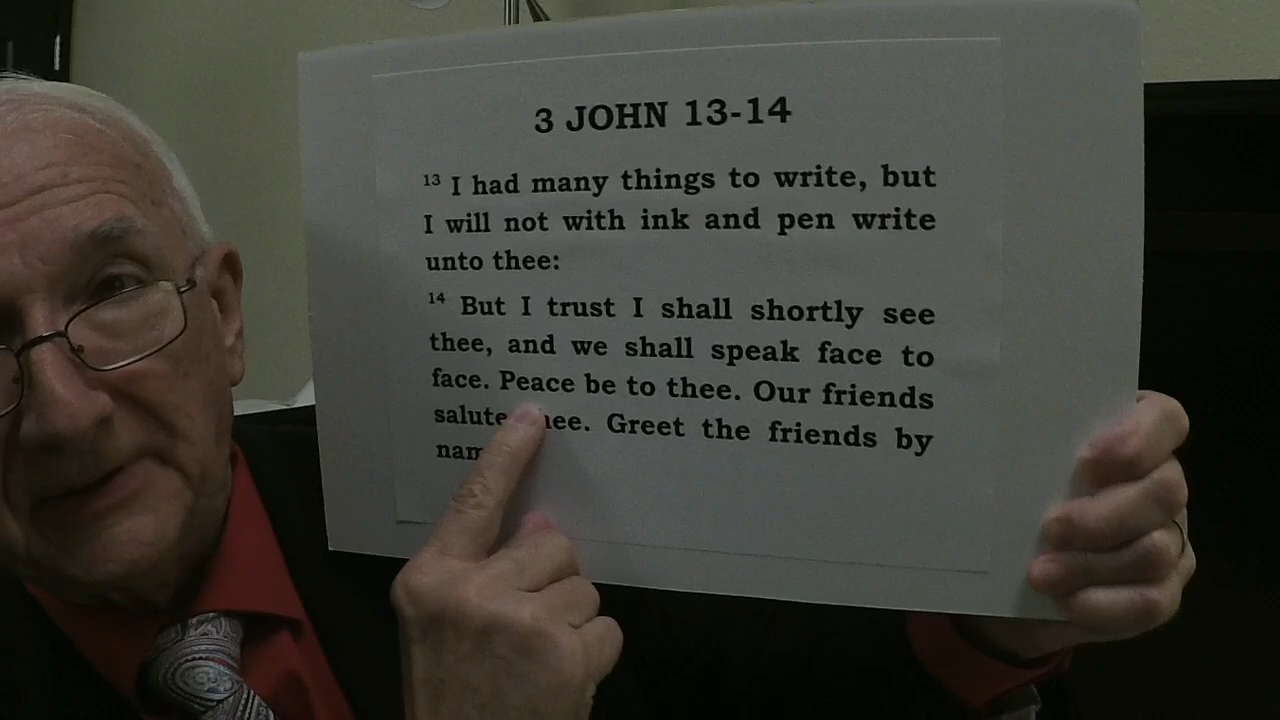 3 JOHN 13-14
13 I had many things to write, but
I will not with ink and pen write
unto thee:
14 But I trust I shall shortly see
thee, and we shall speak face to
face. Peace be to thee. Our friends
salute Greet the friends by